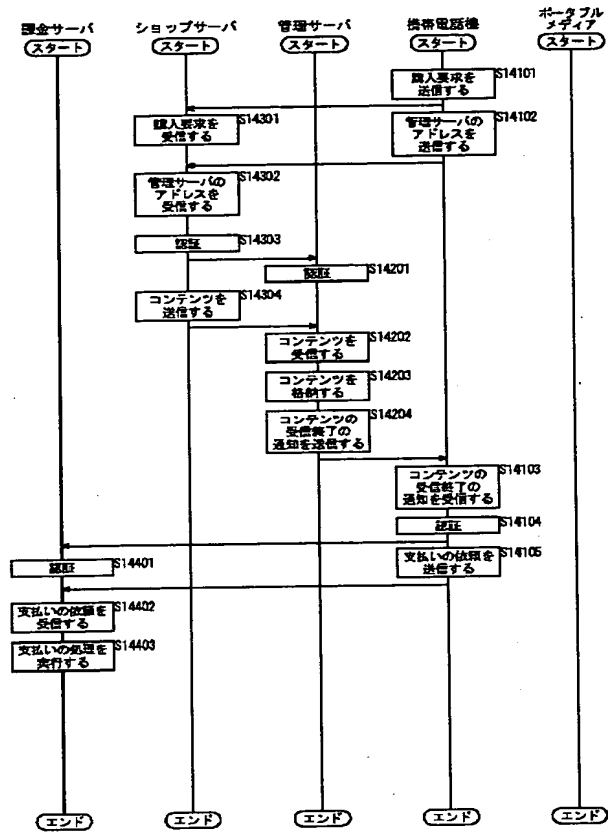 課金サーバ
ショップサーバ
管理サーバ
携帯電話機
ポータブル
メディア
スタート
スタート
スタート
スタート
スタート
購入要求を
送信する
S14101
購入要求を
受信する
S14301
管理サーバの
アドレスを
送信する
S14102
管理サーバの
アドレスを
受信する
S14302
認証
S14303
認証
S14201
コンテンツを
送信する
S14304
コンテンツを
受信する
S14202
コンテンツを
格納する
S14203
コンテンツの
受信終了の
通知を送信する
S14204
コンテンツの
受信終了の
通知を受信する
S14103
認証
S14104
支払いの依頼を
送信する
S14105
認証
S14401
支払いの依頼を
受信する
S14402
支払いの処理を
実行する
S14403
エンド
エンド
エンド
エンド
エンド